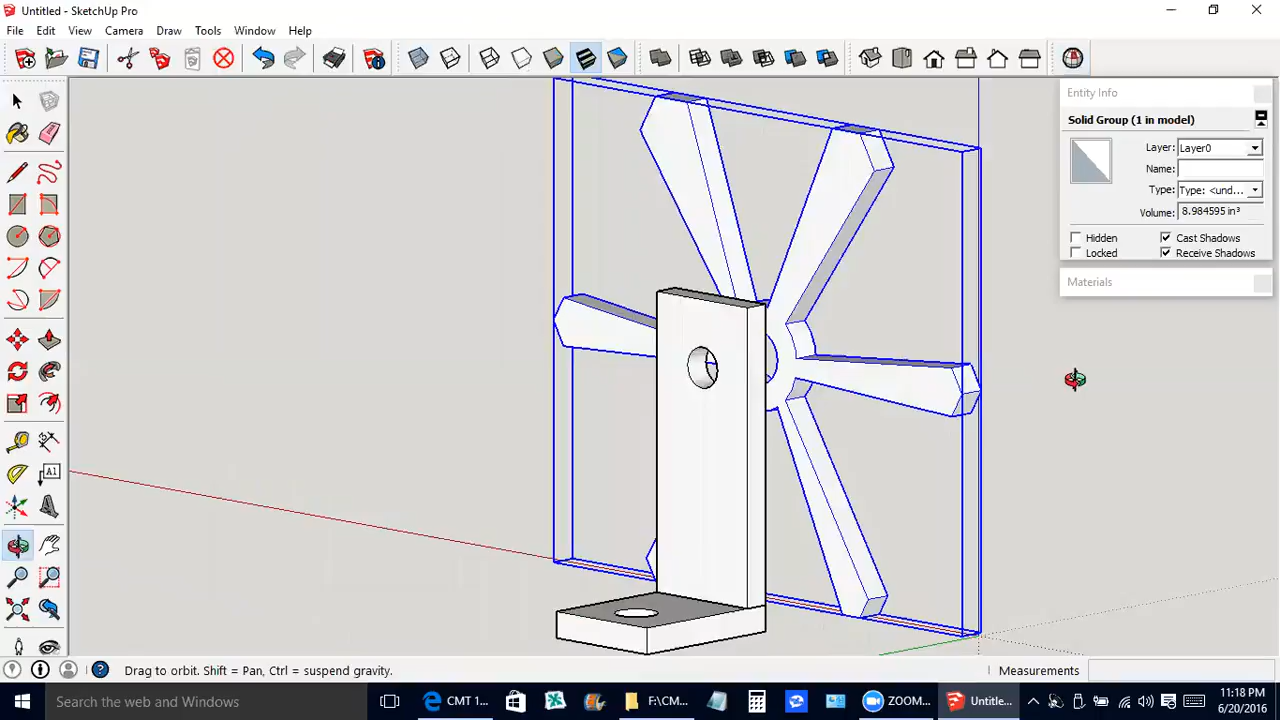 Untitled - SketchUp Pro
File Edit View Camera Draw Tools Window Help
Entity Info
Solid Group (1 in model)
Layer: Layer0
Name:
Type: Type: <und...
Volume: 8.984595 in³
Hidden Cast Shadows
Locked Receive Shadows
Materials
A1
Drag to orbit. Shift = Pan, Ctrl = suspend gravity.
Measurements
Search the web and Windows
CMT 1...
F:\CM...
ZOOM...
Untitle...
11:18 PM
6/20/2016